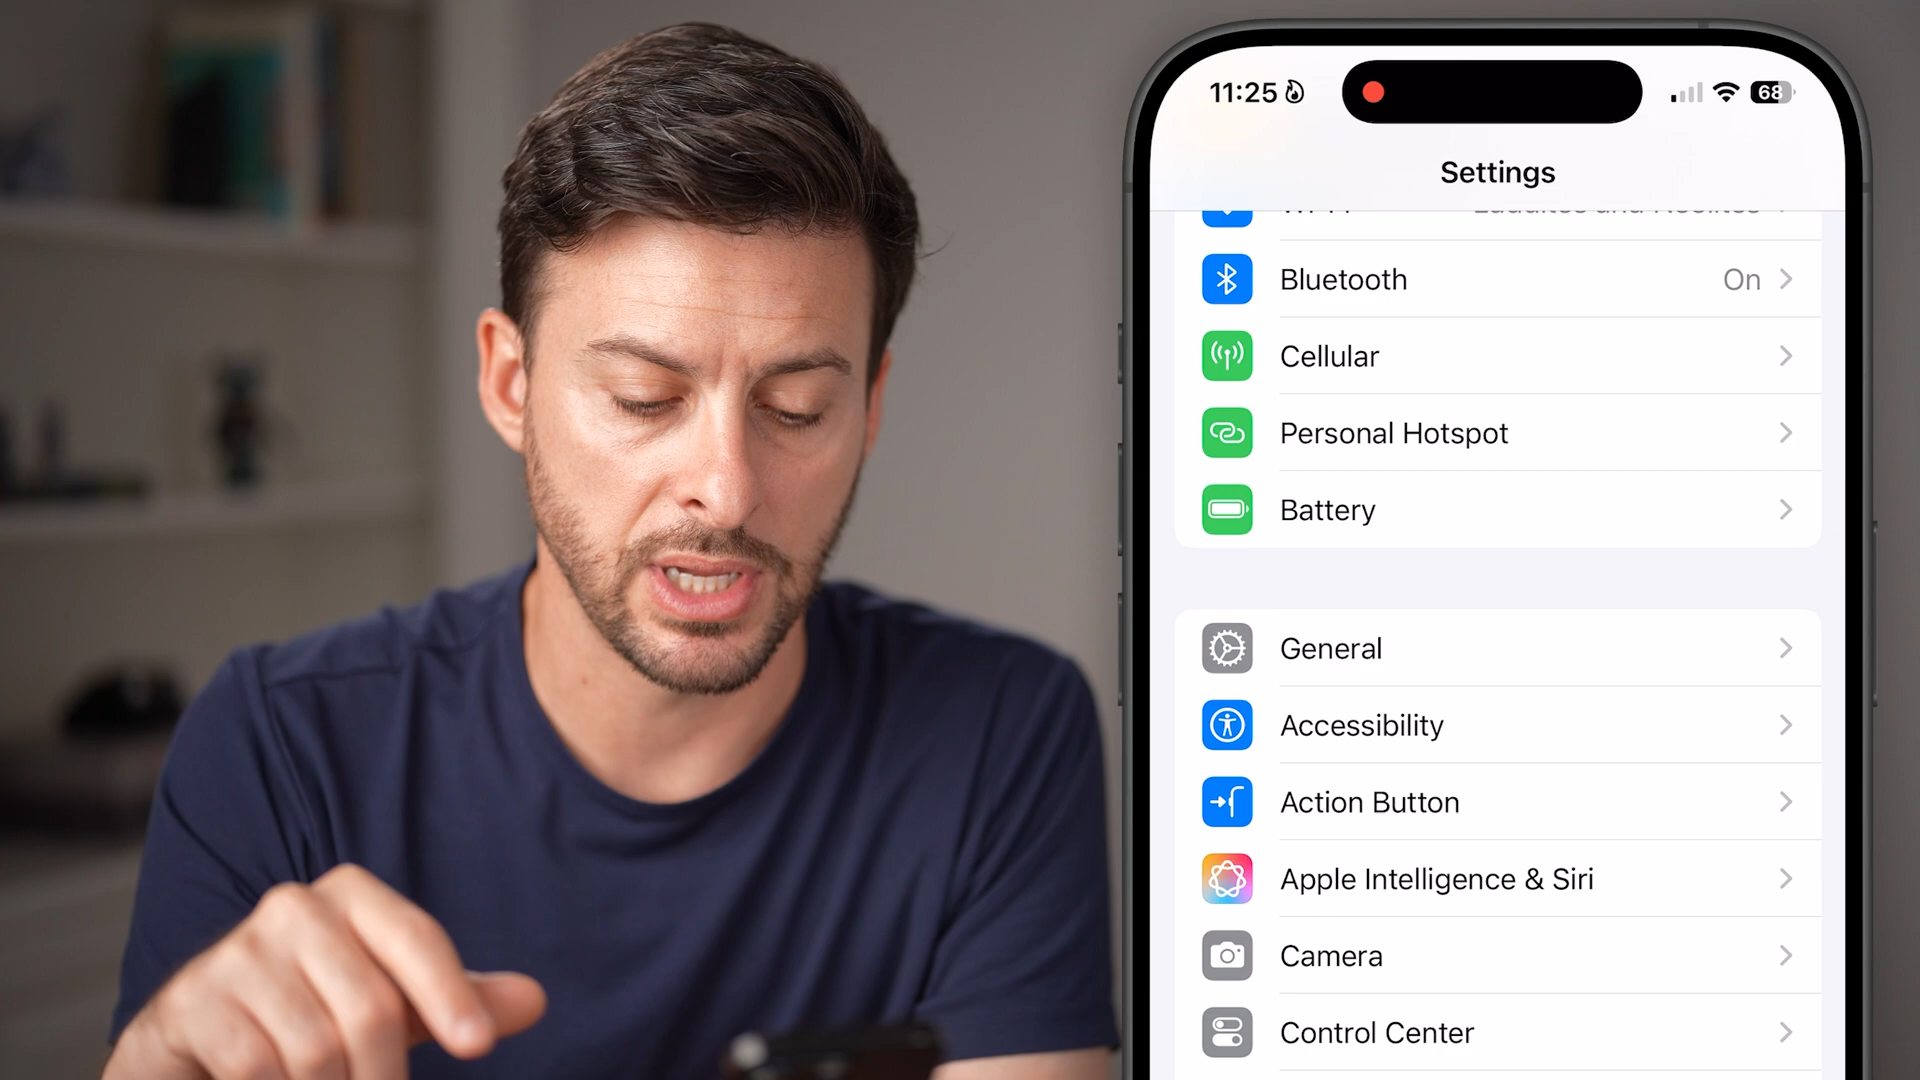 11:25
68
Settings
Bluetooth On
Cellular
Personal Hotspot
Battery
General
Accessibility
Action Button
Apple Intelligence & Siri
Camera
Control Center